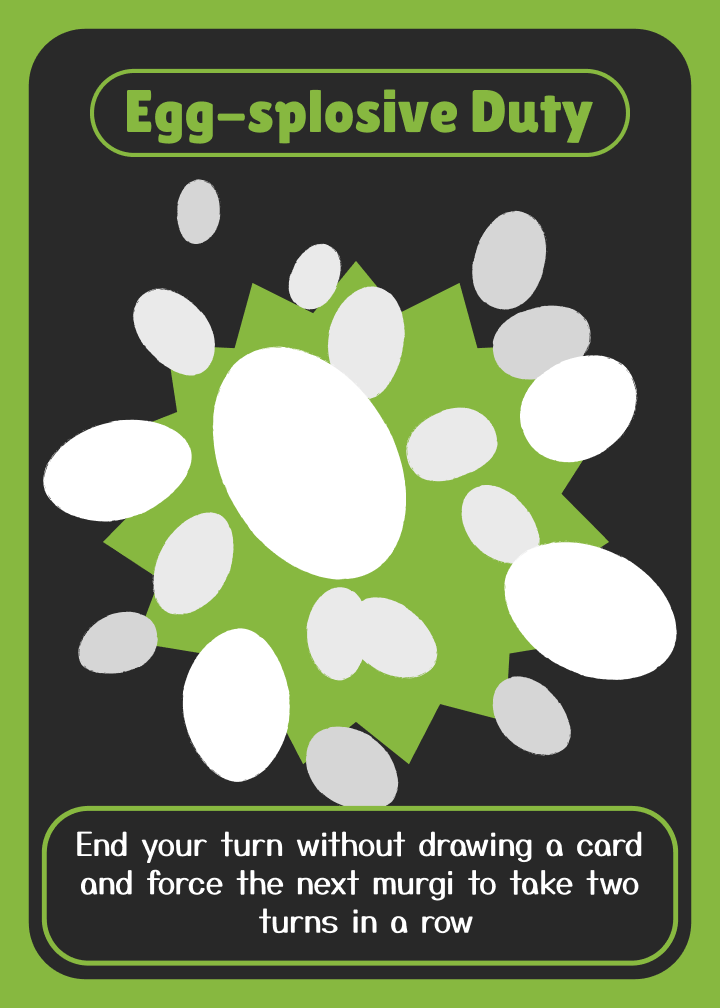 Egg-splosive Duty
End your turn without drawing a card
and force the next murgi to take two
turns in a row